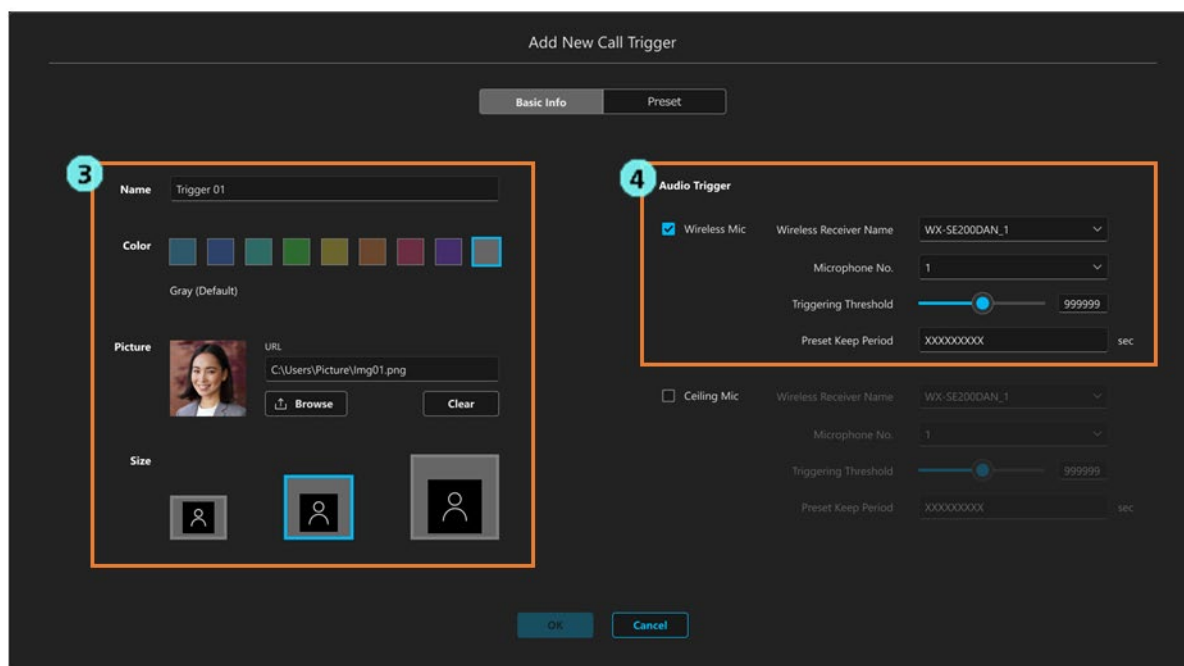 Add New Call Trigger
Basic Info Preset
3
Name Trigger 01
Color
Gray (Default)
Picture
URL
C:\Users\Picture\Img01.png
Browse Clear
Size
4
Audio Trigger
Wireless Mic Wireless Receiver Name WX-SE200DAN_1
Microphone No. 1
Triggering Threshold 999999
Preset Keep Period XXXXXXXXX sec
Ceiling Mic Wireless Receiver Name WX-SE200DAN_1
Microphone No. 1
Triggering Threshold 999999
Preset Keep Period XXXXXXXXX sec
OK Cancel